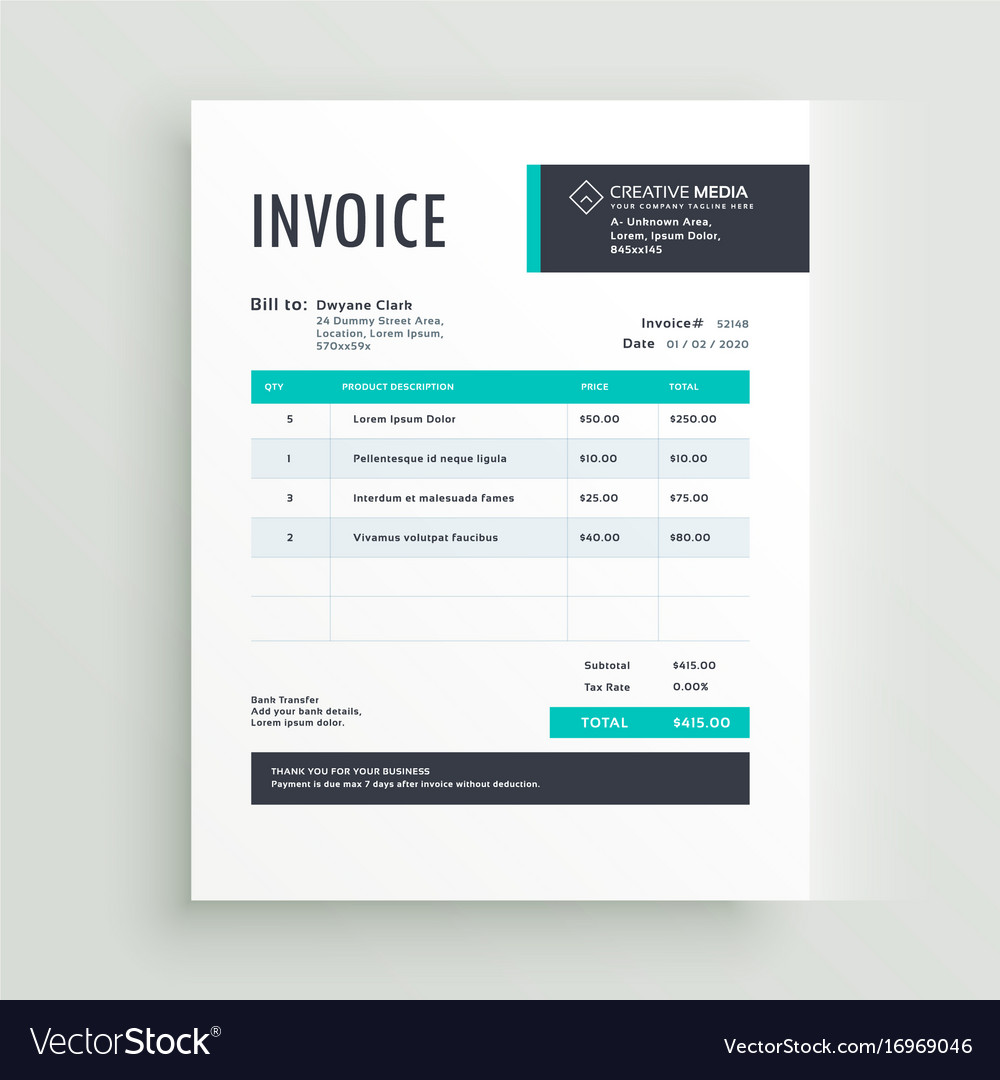 INVOICE
CREATIVE MEDIA
YOUR COMPANY TAGLINE HERE
A- Unknown Area,
Lorem, Ipsum Dolor,
845xx145
Bill to: Dwyane Clark
24 Dummy Street Area,
Location, Lorem Ipsum,
570xx59x
Invoice# 52148
Date 01 / 02 / 2020
QTY PRODUCT DESCRIPTION PRICE TOTAL
5 Lorem Ipsum Dolor $50.00 $250.00
1 Pellentesque id neque ligula $10.00 $10.00
3 Interdum et malesuada fames $25.00 $75.00
2 Vivamus volutpat faucibus $40.00 $80.00
Subtotal $415.00
Tax Rate 0.00%
TOTAL $415.00
Bank Transfer
Add your bank details,
Lorem ipsum dolor.
THANK YOU FOR YOUR BUSINESS
Payment is due max 7 days after invoice without deduction.
VectorStock®
VectorStock.com/16969046